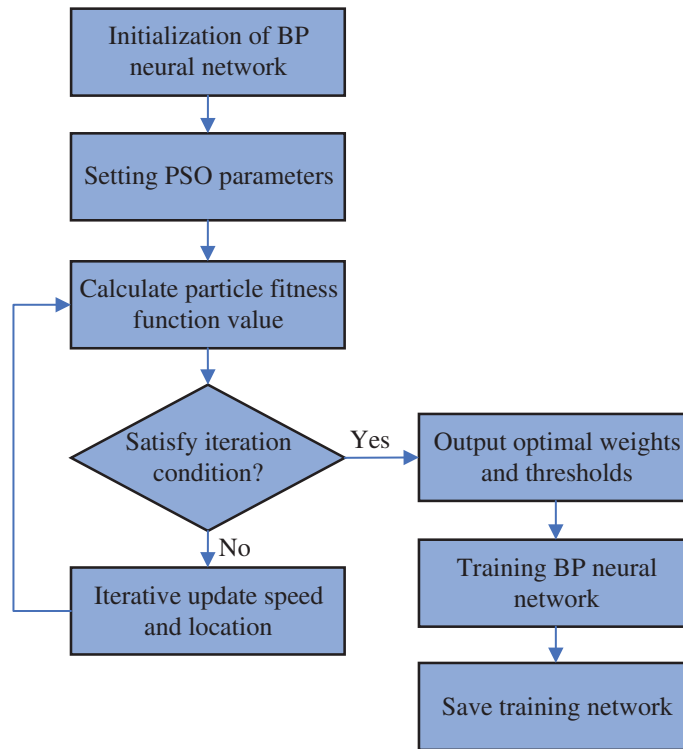 Initialization of BP
neural network
Setting PSO parameters
Calculate particle fitness
function value
Satisfy iteration
condition?
Yes
No
Iterative update speed
and location
Output optimal weights
and thresholds
Training BP neural
network
Save training network